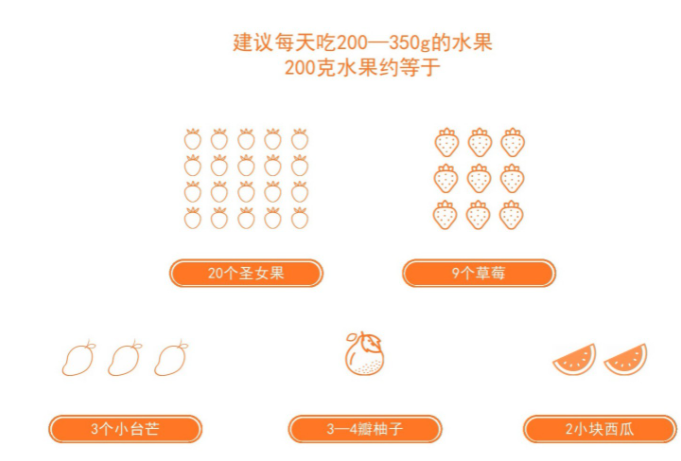 建议每天吃200—350g的水果
200克水果约等于
20个圣女果
9个草莓
3个小台芒
3—4瓣柚子
2小块西瓜